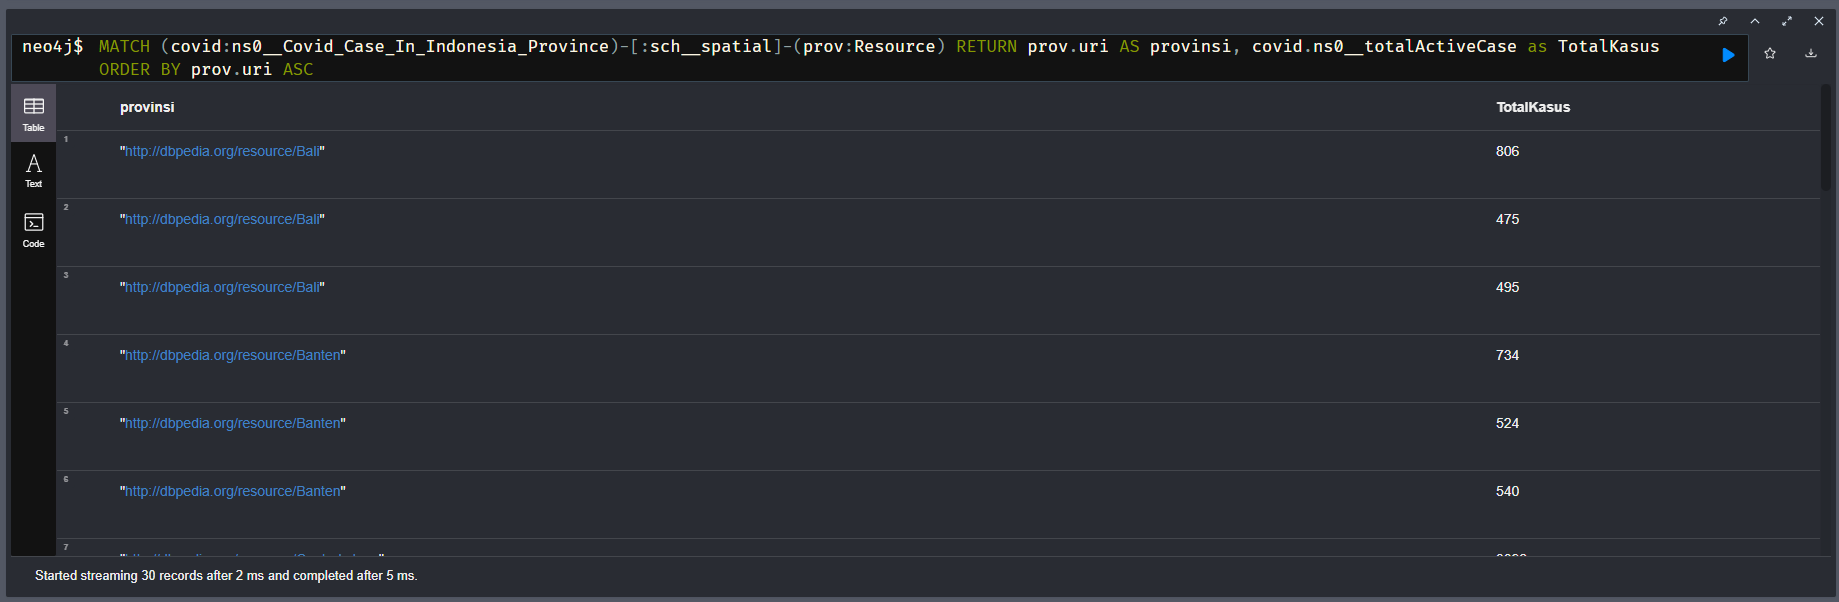 neo4j$ MATCH (covid:ns0__Covid_Case_In_Indonesia_Province)-[:sch__spatial]-(prov:Resource) RETURN prov.uri AS provinsi, covid.ns0__totalActiveCase as TotalKasus
ORDER BY prov.uri ASC
Table
Text
Code
provinsi TotalKasus
1 "http://dbpedia.org/resource/Bali" 806
2 "http://dbpedia.org/resource/Bali" 475
3 "http://dbpedia.org/resource/Bali" 495
4 "http://dbpedia.org/resource/Banten" 734
5 "http://dbpedia.org/resource/Banten" 524
6 "http://dbpedia.org/resource/Banten" 540
7
Started streaming 30 records after 2 ms and completed after 5 ms.